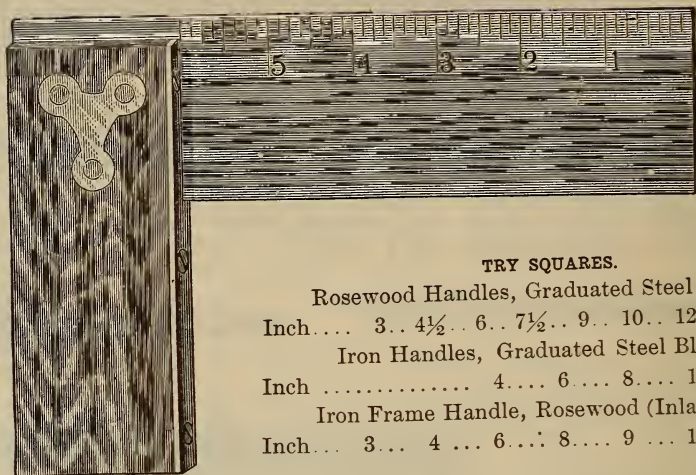 5 4 3 2 1
TRY SQUARES.
Rosewood Handles, Graduated Steel
Inch.... 3.. 4½.. 6.. 7½.. 9.. 10.. 12
Iron Handles, Graduated Steel Bl
Inch ............... 4.... 6.... 8.... 1
Iron Frame Handle, Rosewood (Inla
Inch... 3... 4 ... 6... 8.... 9 ... 1